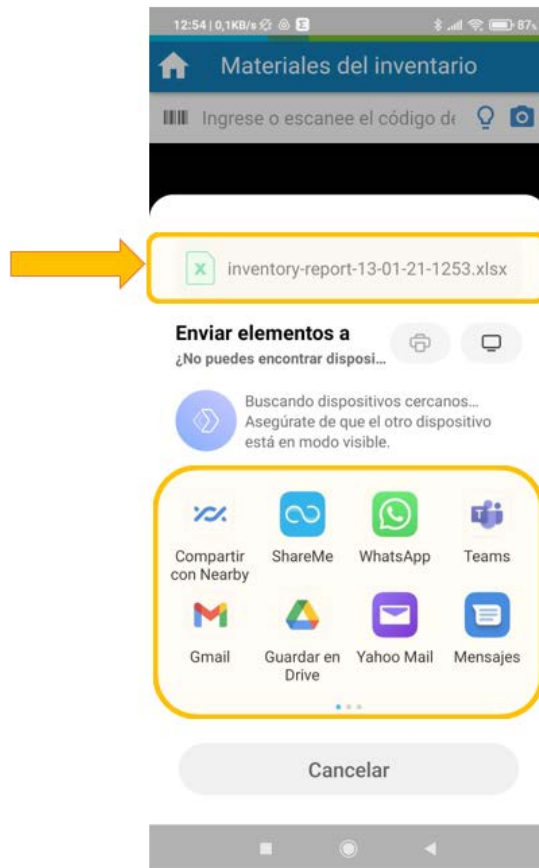 12:54 | 0,1KB/s
87%
Materiales del inventario
Ingrese o escanee el código de
inventory-report-13-01-21-1253.xlsx
Enviar elementos a
¿No puedes encontrar disposi...
Buscando dispositivos cercanos...
Asegúrate de que el otro dispositivo
está en modo visible.
Compartir con Nearby
ShareMe
WhatsApp
Teams
Gmail
Guardar en Drive
Yahoo Mail
Mensajes
Cancelar